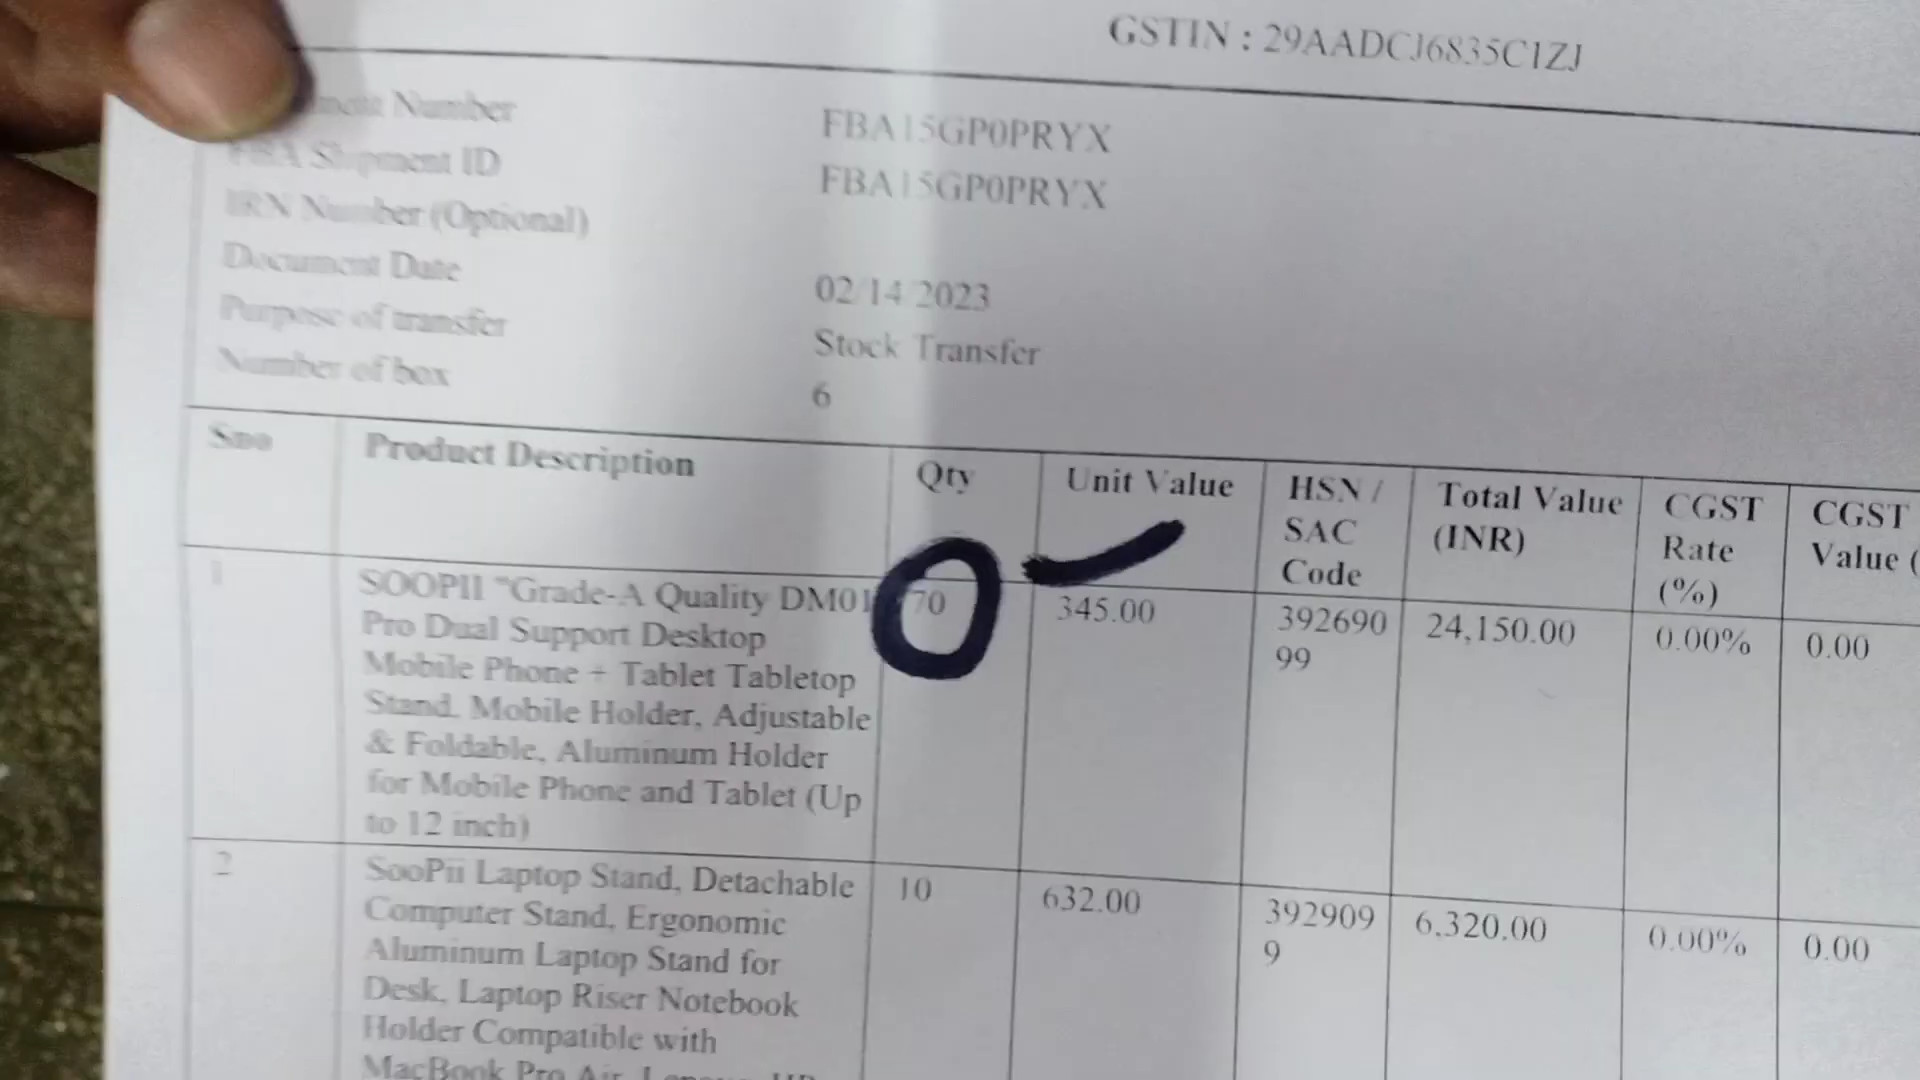 GSTIN : 29AADCJ6835C1ZJ
Number FBA15GP0PRYX
FBA Shipment ID FBA15GP0PRYX
IRN Number (Optional)
Document Date 02/14/2023
Purpose of transfer Stock Transfer
Number of box 6
Sno Product Description Qty Unit Value HSN / SAC Code Total Value (INR) CGST Rate (%) CGST Value (
1 SOOPII "Grade-A Quality DM01 70 345.00 392690 24,150.00 0.00% 0.00
Pro Dual Support Desktop 99
Mobile Phone + Tablet Tabletop
Stand, Mobile Holder, Adjustable
& Foldable, Aluminum Holder
for Mobile Phone and Tablet (Up
to 12 inch)
2 SooPii Laptop Stand, Detachable 10 632.00 392909 6,320.00 0.00% 0.00
Computer Stand, Ergonomic 9
Aluminum Laptop Stand for
Desk, Laptop Riser Notebook
Holder Compatible with
MacBook Pro Air,